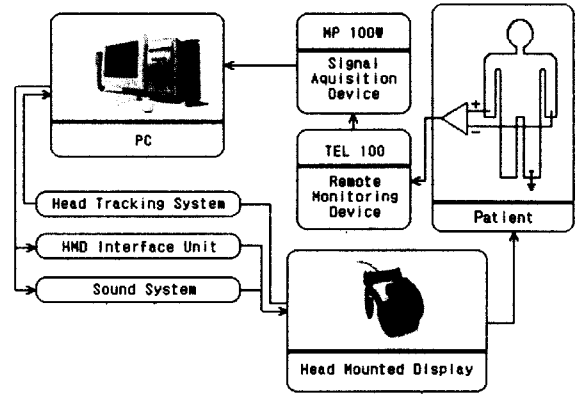 MP 100W
Signal
Aquisition
Device
PC
TEL 100
Remote
Monitoring
Device
+
−
Patient
Head Tracking System
HMD Interface Unit
Sound System
Head Mounted Display